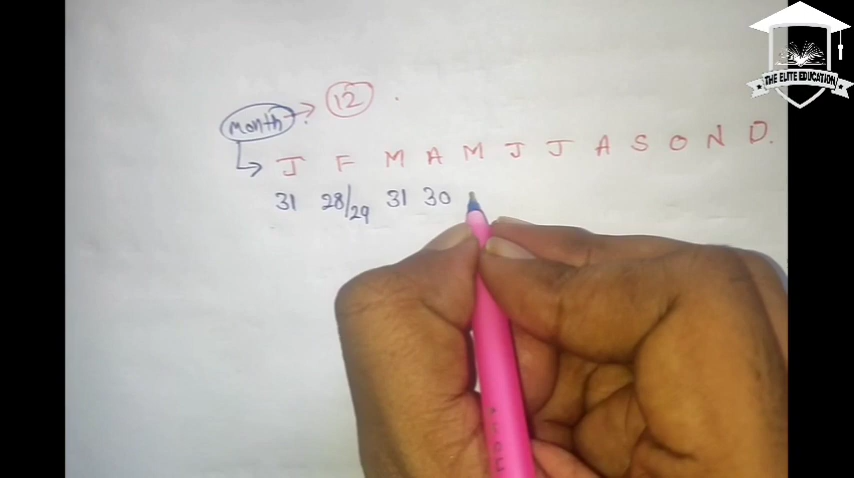 THE ELITE EDUCATION
Month → 12 .
J F M A M J J A S O N D.
31 28/29 31 30